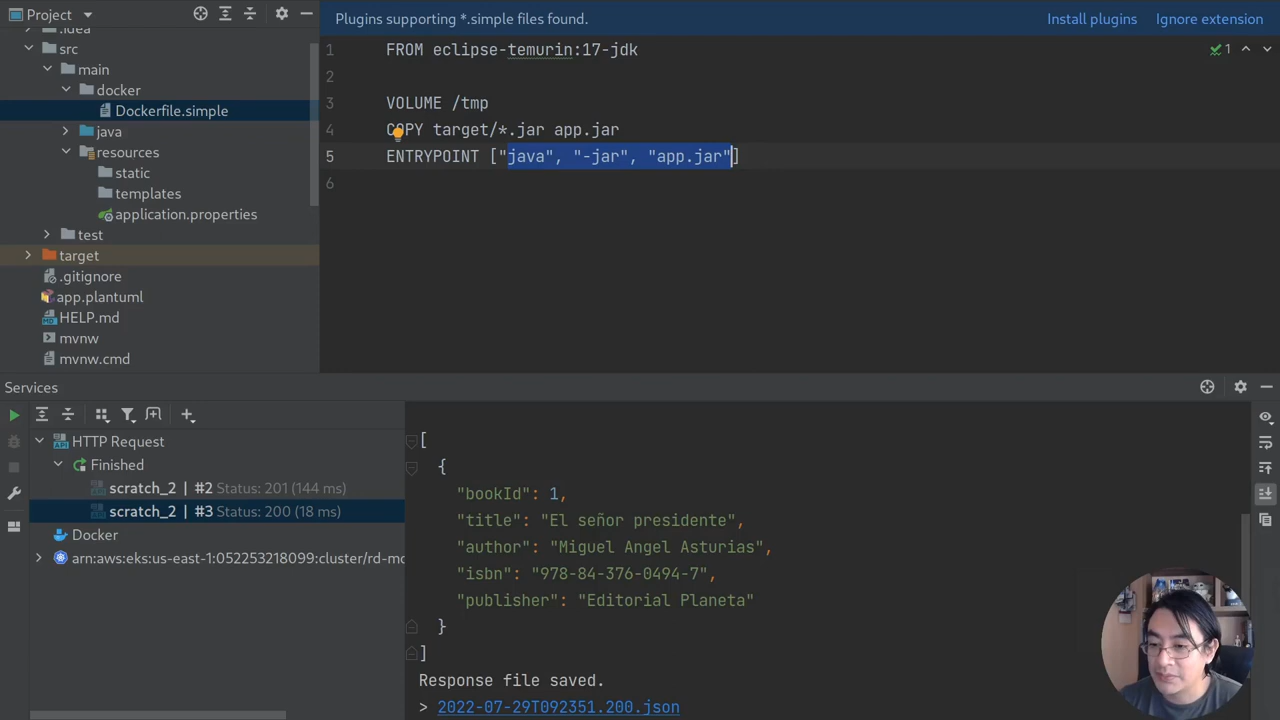 Project
Plugins supporting *.simple files found.
Install plugins
Ignore extension
.idea
src
main
docker
Dockerfile.simple
java
resources
static
templates
application.properties
test
target
.gitignore
app.plantuml
HELP.md
mvnw
mvnw.cmd
1 FROM eclipse-temurin:17-jdk
2
3 VOLUME /tmp
4 COPY target/*.jar app.jar
5 ENTRYPOINT ["java", "-jar", "app.jar"]
6
1
Services
HTTP Request
Finished
scratch_2 | #2 Status: 201 (144 ms)
scratch_2 | #3 Status: 200 (18 ms)
Docker
arn:aws:eks:us-east-1:052253218099:cluster/rd-mo
[
{
"bookId": 1,
"title": "El señor presidente",
"author": "Miguel Angel Asturias",
"isbn": "978-84-376-0494-7",
"publisher": "Editorial Planeta"
}
]
Response file saved.
> 2022-07-29T092351.200.json